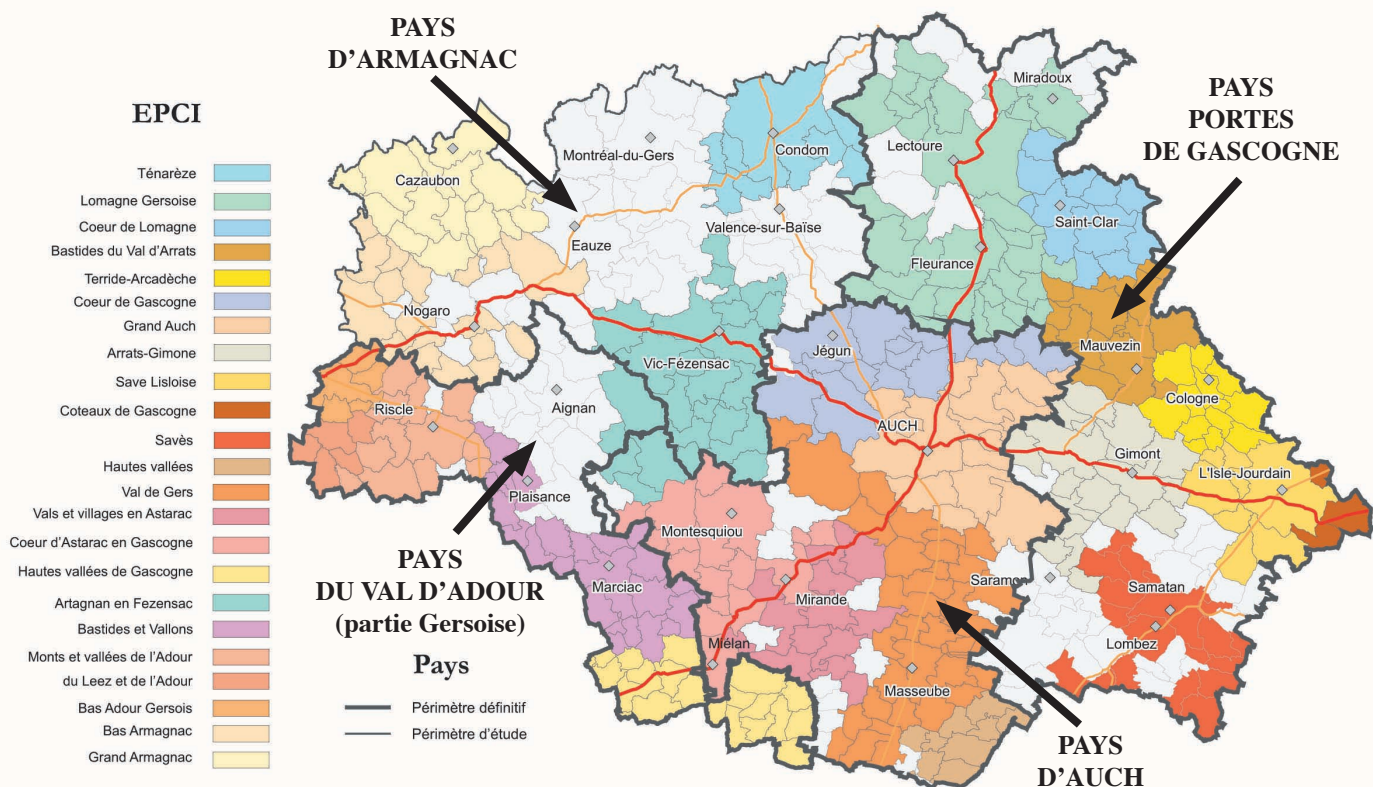 EPCI
Ténarèze
Lomagne Gersoise
Coeur de Lomagne
Bastides du Val d'Arrats
Terride-Arcadèche
Coeur de Gascogne
Grand Auch
Arrats-Gimone
Save Lisloise
Coteaux de Gascogne
Savès
Hautes vallées
Val de Gers
Vals et villages en Astarac
Coeur d'Astarac en Gascogne
Hautes vallées de Gascogne
Artagnan en Fezensac
Bastides et Vallons
Monts et vallées de l'Adour
du Leez et de l'Adour
Bas Adour Gersois
Bas Armagnac
Grand Armagnac
PAYS
D'ARMAGNAC
PAYS
PORTES
DE GASCOGNE
Miradoux
Condom
Montréal-du-Gers
Lectoure
Cazaubon
Saint-Clar
Valence-sur-Baïse
Eauze
Fleurance
Nogaro
Mauvezin
Jégun
Vic-Fézensac
Cologne
Aignan
Riscle
AUCH
Gimont
L'Isle-Jourdain
Plaisance
Montesquiou
Saramon
Marciac
Mirande
Samatan
Lombez
Miélan
Masseube
PAYS
DU VAL D'ADOUR
(partie Gersoise)
Pays
Périmètre définitif
Périmètre d'étude
PAYS
D'AUCH